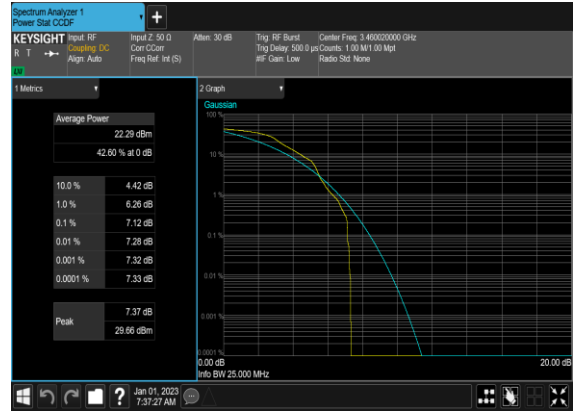 Spectrum Analyzer 1
Power Stat CCDF
KEYSIGHT
R T
LXI
Input: RF
Coupling: DC
Align: Auto
Input Z: 50 Ω
Corr CCorr
Freq Ref: Int (S)
Atten: 30 dB
Trig: RF Burst
Trig Delay: 500.0 µs
#IF Gain: Low
Center Freq: 3.460020000 GHz
Counts: 1.00 M/1.00 Mpt
Radio Std: None
1 Metrics
Average Power
22.29 dBm
42.60 % at 0 dB
10.0 % 4.42 dB
1.0 % 6.26 dB
0.1 % 7.12 dB
0.01 % 7.28 dB
0.001 % 7.32 dB
0.0001 % 7.33 dB
Peak
7.37 dB
29.66 dBm
2 Graph
Gaussian
100 %
10 %
1 %
0.1 %
0.01 %
0.001 %
0.0001 %
0.00 dB 20.00 dB
Info BW 25.000 MHz
?
Jan 01, 2023
7:37:27 AM